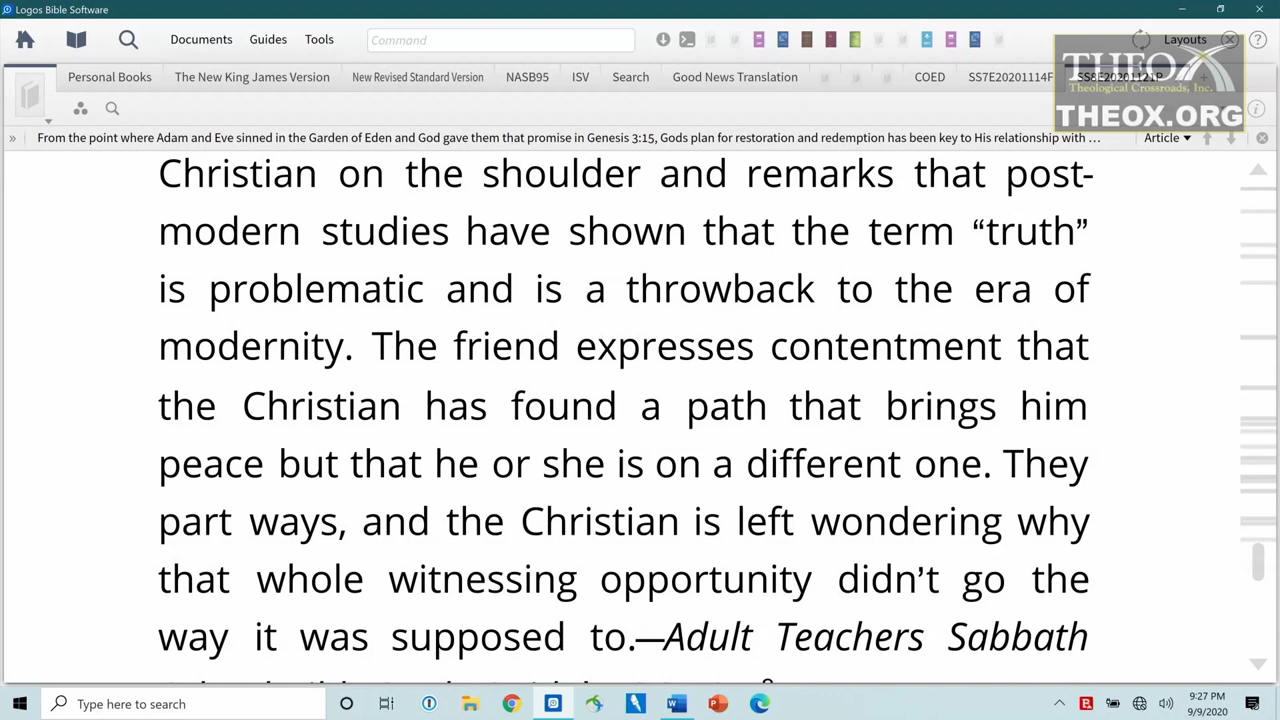 Logos Bible Software
Documents Guides Tools Command Layouts
THEOX
Theological Crossroads, Inc.
THEOX.ORG
Personal Books The New King James Version New Revised Standard Version NASB95 ISV Search Good News Translation COED SS7E20201114F SS8E20201121P
From the point where Adam and Eve sinned in the Garden of Eden and God gave them that promise in Genesis 3:15, Gods plan for restoration and redemption has been key to His relationship with … Article
Christian on the shoulder and remarks that post-
modern studies have shown that the term “truth”
is problematic and is a throwback to the era of
modernity. The friend expresses contentment that
the Christian has found a path that brings him
peace but that he or she is on a different one. They
part ways, and the Christian is left wondering why
that whole witnessing opportunity didn’t go the
way it was supposed to.—Adult Teachers Sabbath
Type here to search
9:27 PM
9/9/2020